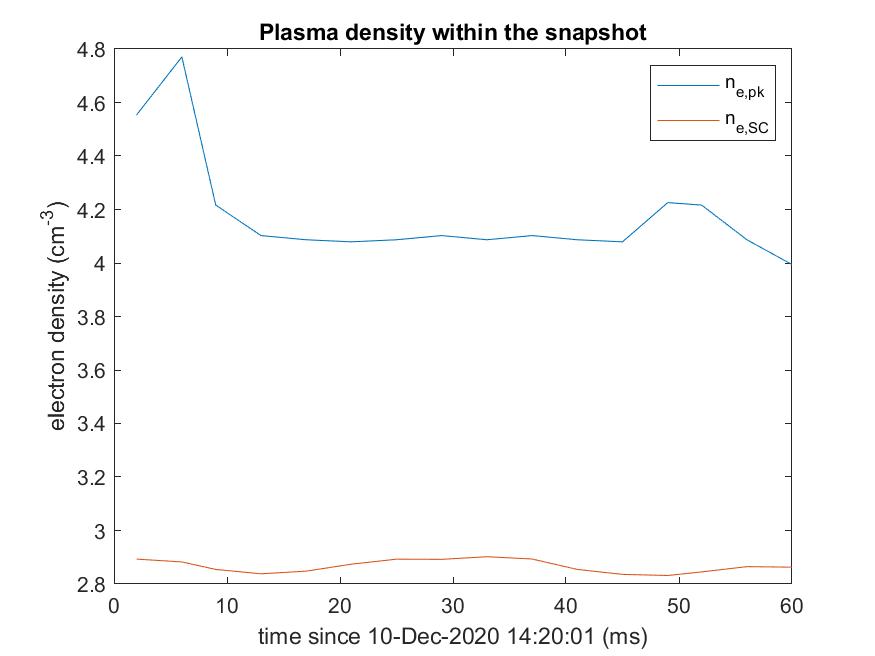 Plasma density within the snapshot
4.8
4.6
4.4
4.2
4
3.8
3.6
3.4
3.2
3
2.8
electron density (cm-3)
n e,pk
n e,SC
0 10 20 30 40 50 60
time since 10-Dec-2020 14:20:01 (ms)